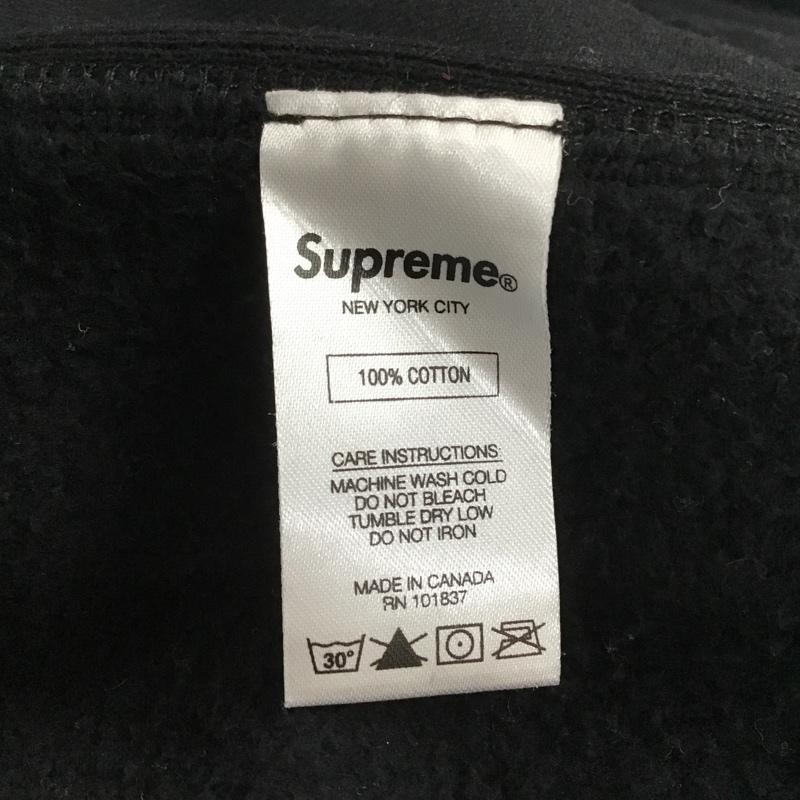 Supreme®
NEW YORK CITY
100% COTTON
CARE INSTRUCTIONS:
MACHINE WASH COLD
DO NOT BLEACH
TUMBLE DRY LOW
DO NOT IRON
MADE IN CANADA
RN 101837
30°